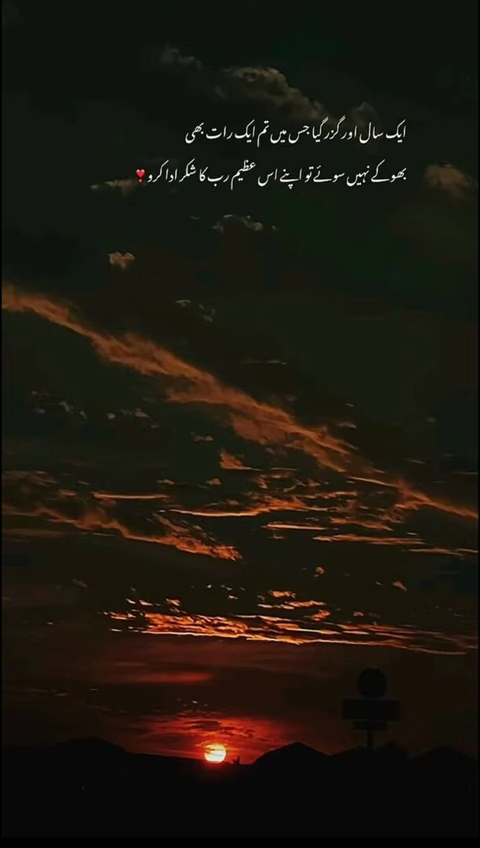 ایک سال اور گزر گیا جس میں تم ایک رات بھی
بھوکے نہیں سوئے تو اپنے اس عظیم رب کا شکر ادا کرو❣️